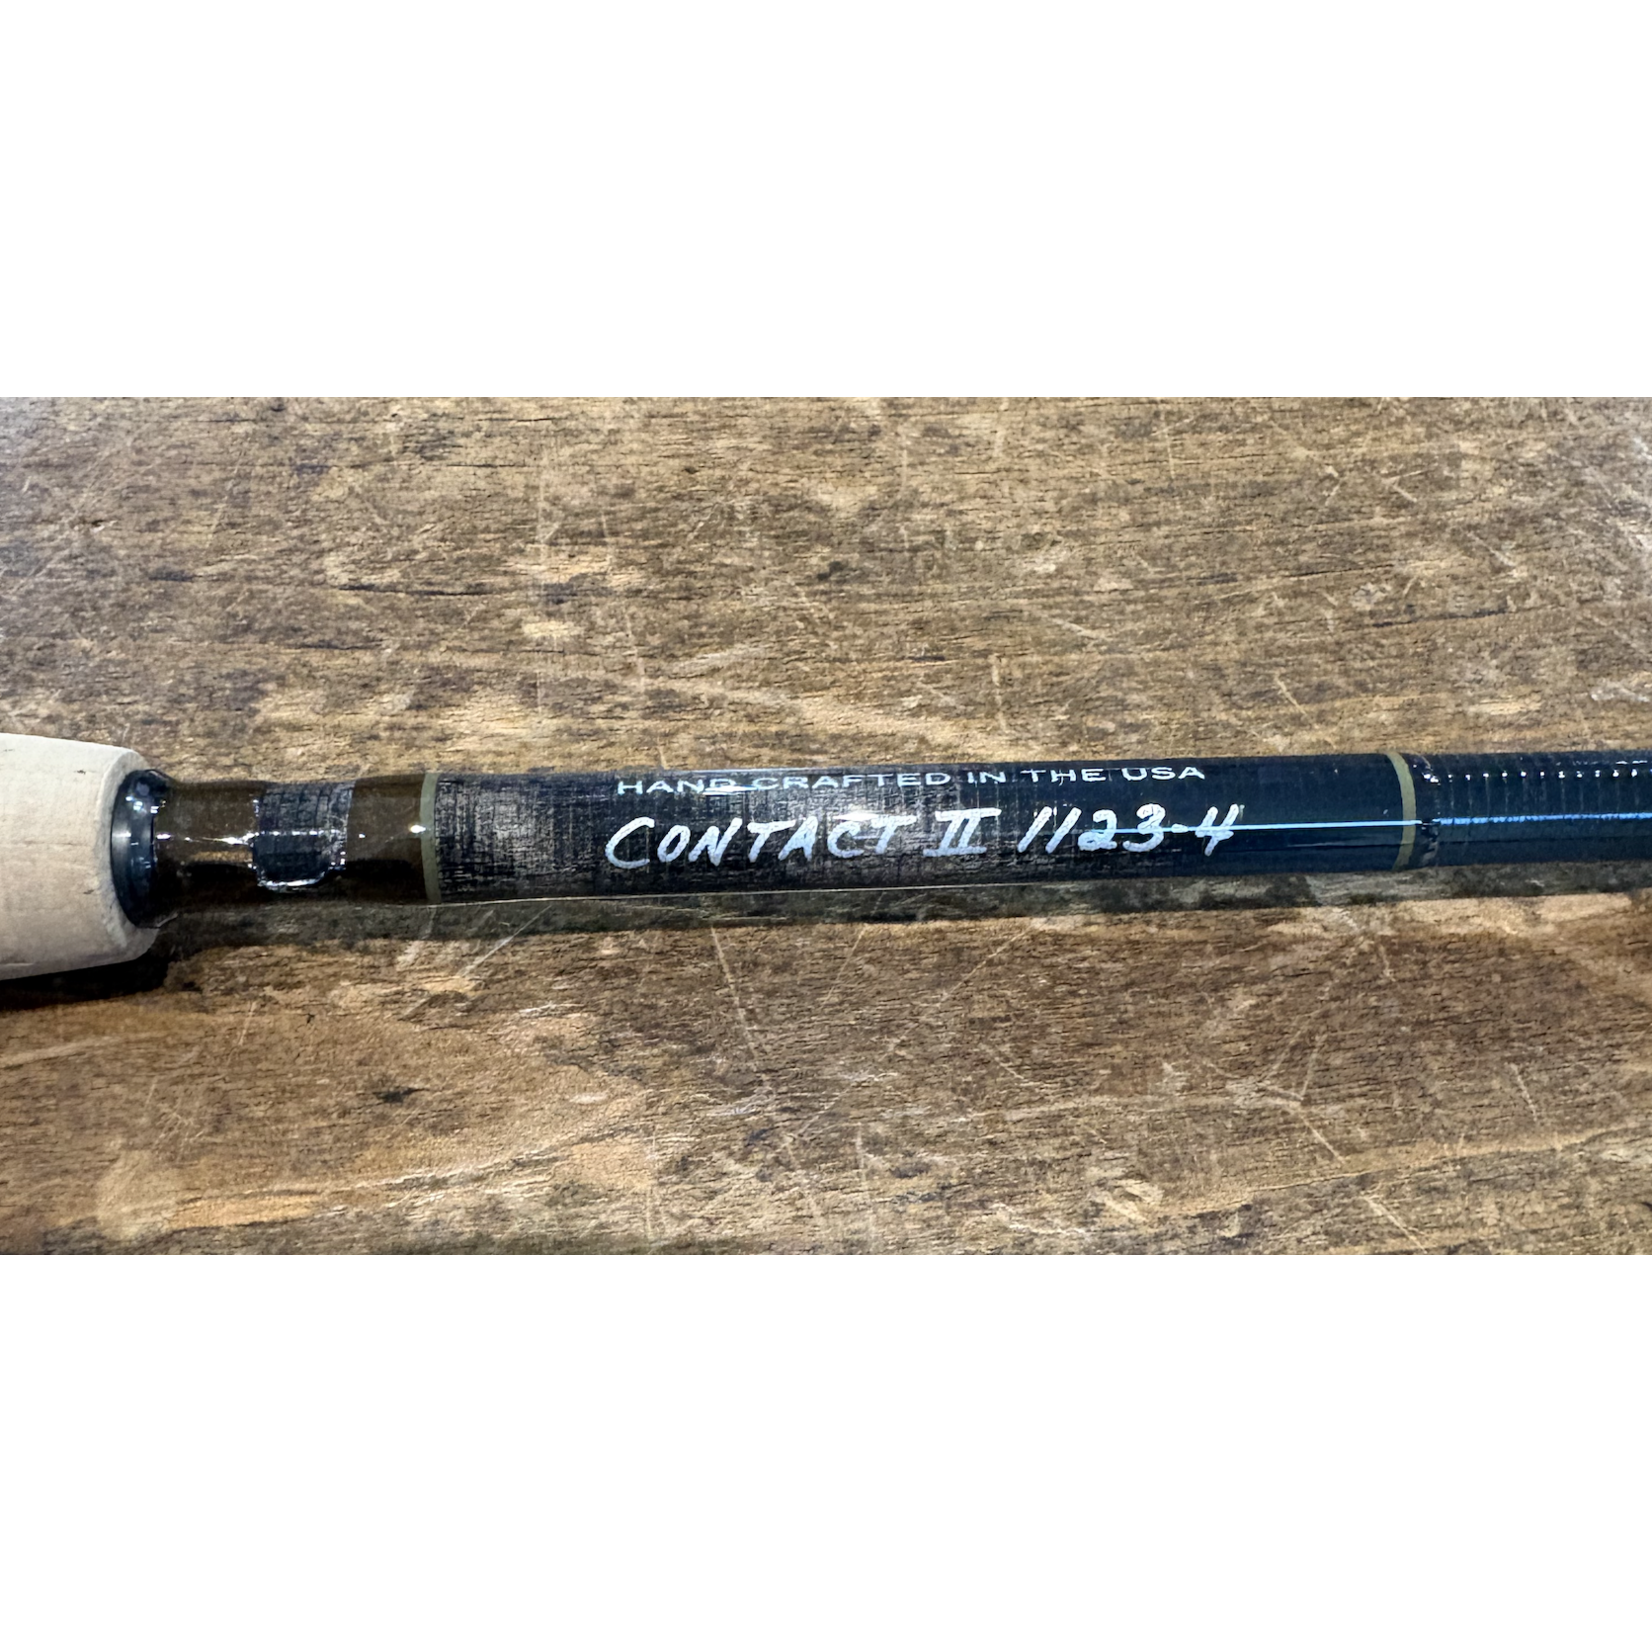 HAND CRAFTED IN THE USA
CONTACT II 1123-4